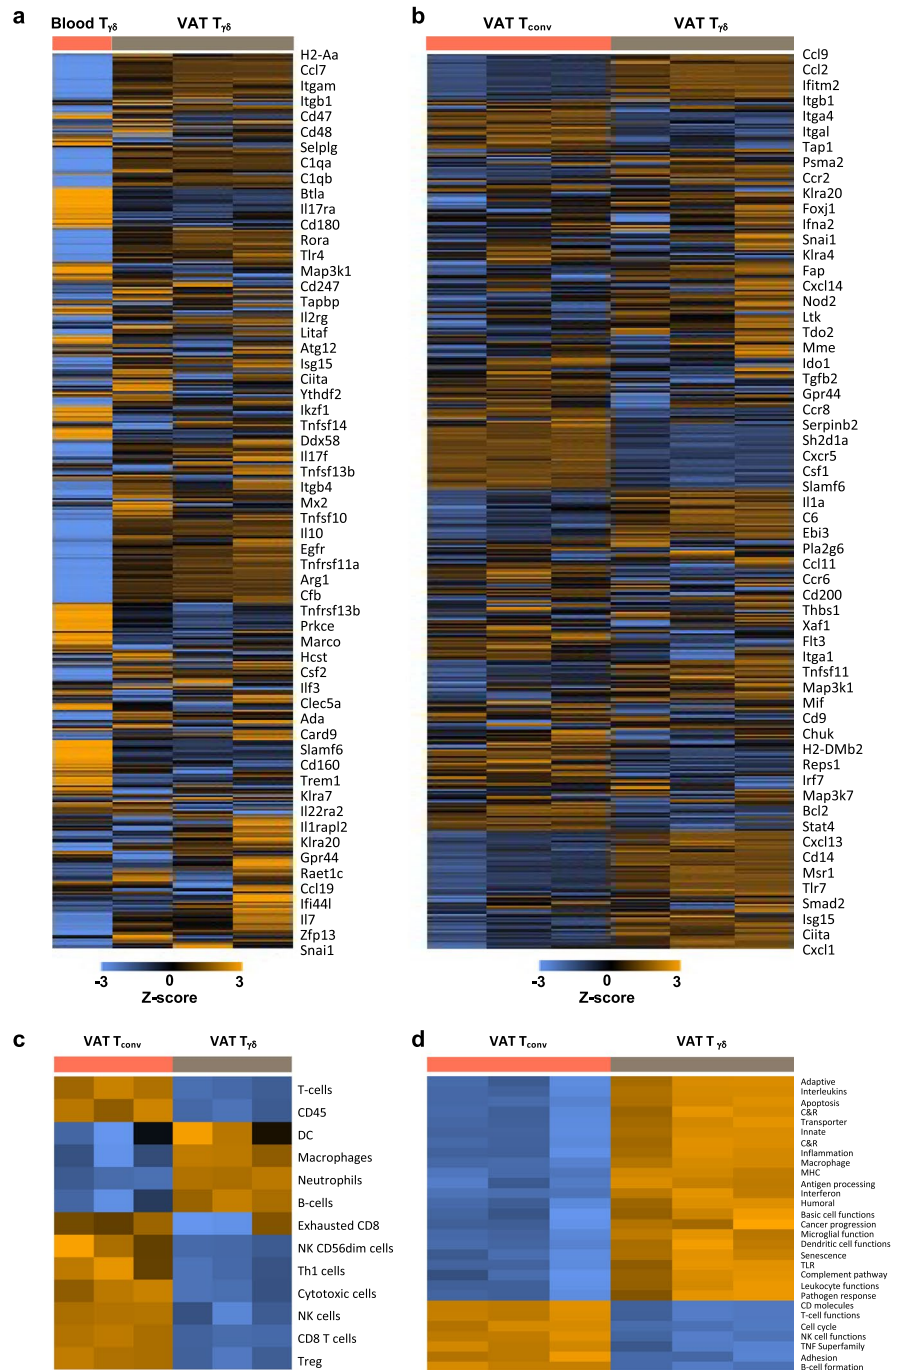 a
Blood Tγδ
VAT Tγδ
H2-Aa
Ccl7
Itgam
Itgb1
Cd47
Cd48
Selplg
C1qa
C1qb
Btla
Il17ra
Cd180
Rora
Tlr4
Map3k1
Cd247
Tapbp
Il2rg
Litaf
Atg12
Isg15
Ciita
Ythdf2
Ikzf1
Tnfsf14
Ddx58
Il17f
Tnfsf13b
Itgb4
Mx2
Tnfsf10
Il10
Egfr
Tnfrsf11a
Arg1
Cfb
Tnfrsf13b
Prkce
Marco
Hcst
Csf2
Ilf3
Clec5a
Ada
Card9
Slamf6
Cd160
Trem1
Klra7
Il22ra2
Il1rapl2
Klra20
Gpr44
Raet1c
Ccl19
Ifi44l
Il7
Zfp13
Snai1
-3
0
3
Z-score
b
VAT Tconv
VAT Tγδ
Ccl9
Ccl2
Ifitm2
Itgb1
Itga4
Itgal
Tap1
Psma2
Ccr2
Klra20
Foxj1
Ifna2
Snai1
Klra4
Fap
Cxcl14
Nod2
Ltk
Tdo2
Mme
Ido1
Tgfb2
Gpr44
Ccr8
Serpinb2
Sh2d1a
Cxcr5
Csf1
Slamf6
Il1a
C6
Ebi3
Pla2g6
Ccl11
Ccr6
Cd200
Thbs1
Xaf1
Flt3
Itga1
Tnfsf11
Map3k1
Mif
Cd9
Chuk
H2-DMb2
Reps1
Irf7
Map3k7
Bcl2
Stat4
Cxcl13
Cd14
Msr1
Tlr7
Smad2
Isg15
Ciita
Cxcl1
-3
0
3
Z-score
c
VAT Tconv
VAT Tγδ
T-cells
CD45
DC
Macrophages
Neutrophils
B-cells
Exhausted CD8
NK CD56dim cells
Th1 cells
Cytotoxic cells
NK cells
CD8 T cells
Treg
d
VAT Tconv
VAT Tγδ
Adaptive
Interleukins
Apoptosis
C&R
Transporter
Innate
C&R
Inflammation
Macrophage
MHC
Antigen processing
Interferon
Humoral
Basic cell functions
Cancer progression
Microglial function
Dendritic cell functions
Senescence
TLR
Complement pathway
Leukocyte functions
Pathogen response
CD molecules
T-cell functions
Cell cycle
NK cell functions
TNF Superfamily
Adhesion
B-cell formation